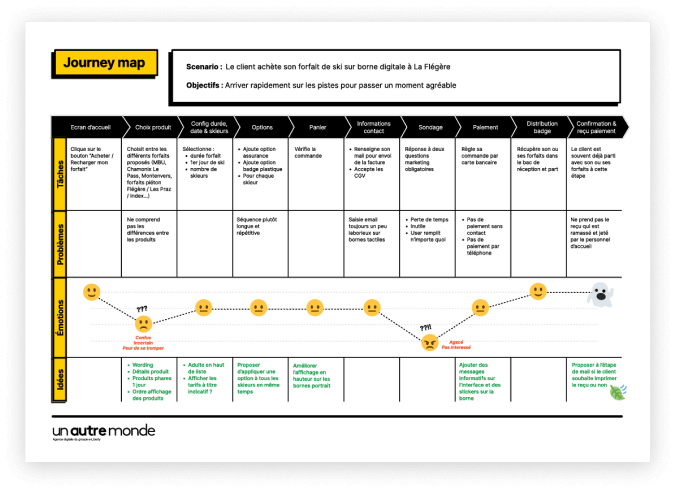 Journey map
Scenario : Le client achète son forfait de ski sur borne digitale à La Flégère
Objectifs : Arriver rapidement sur les pistes pour passer un moment agréable
Ecran d'accueil
Choix produit
Config durée,
date & skieurs
Options
Panier
Informations
contact
Sondage
Paiement
Distribution
badge
Confirmation &
reçu paiement
Tâches
Clique sur le
bouton "Acheter /
Recharger mon
forfait"
Choisit entre les
différents forfaits
proposés (MBU,
Chamonix Le
Pass, Montenvers,
forfaits piéton
Flégère / Les Praz
/ Index...)
Sélectionne :
• durée forfait
• 1er jour de ski
• nombre de
skieurs
• Ajoute option
assurance
• Ajoute option
badge plastique
• Pour chaque
skieur
Vérifie la
commande
• Renseigne son
mail pour envoi
de la facture
• Accepte les
CGV
Réponse à deux
questions
marketing
obligatoires
Règle sa
commande par
carte bancaire
Récupère son ou
ses forfaits dans
le bac de
réception et part
Le client est
souvent déjà parti
avec son ou ses
forfaits à cette
étape
Problèmes
Ne comprend
pas les
différences entre
les produits
Séquence plutôt
longue et
répétitive
Saisie email
toujours un peu
laborieux sur
bornes tactiles
• Perte de temps
• Inutile
• User remplit
n'importe quoi
• Pas de
paiement sans
contact
• Pas de
paiement par
téléphone
Ne prend pas le
reçu qui est
ramassé et jeté
par le personnel
d'accueil
Émotions
???
Confus
Incertain
Peur de se tromper
??!!
Agacé
Pas intéressé
Idées
• Wording
• Détails produit
• Produits phares
1 jour
• Ordre affichage
des produits
• Adulte en haut
de liste
• Afficher les
tarifs à titre
indicatif ?
Proposer
d'appliquer une
option à tous les
skieurs en même
temps
Améliorer
l'affichage en
hauteur sur les
bornes portrait
Ajouter des
messages
informatifs sur
l'interface et des
stickers sur la
borne
Proposer à l'étape
de mail si le client
souhaite imprimer
le reçu ou non
un autre monde
Agence digitale du groupe e-Liberty